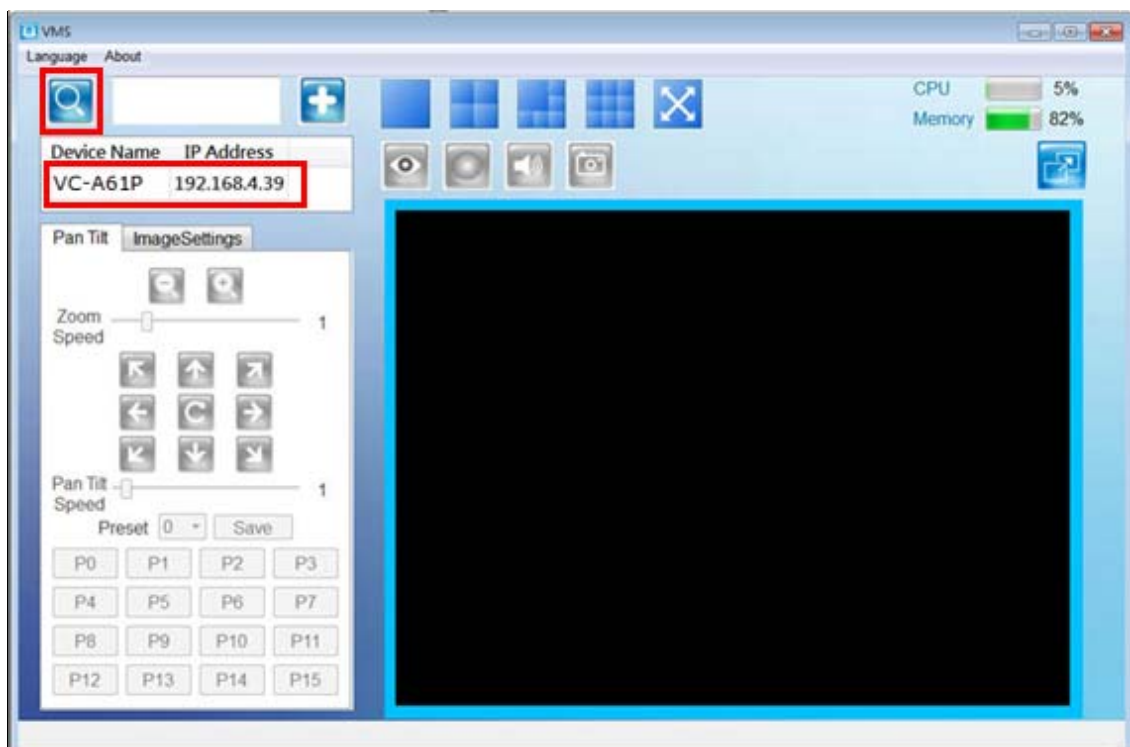 VMS
Language About
CPU 5%
Memory 82%
Device Name IP Address
VC-A61P 192.168.4.39
Pan Tilt ImageSettings
Zoom Speed 1
Pan Tilt Speed 1
Preset 0 Save
P0 P1 P2 P3
P4 P5 P6 P7
P8 P9 P10 P11
P12 P13 P14 P15